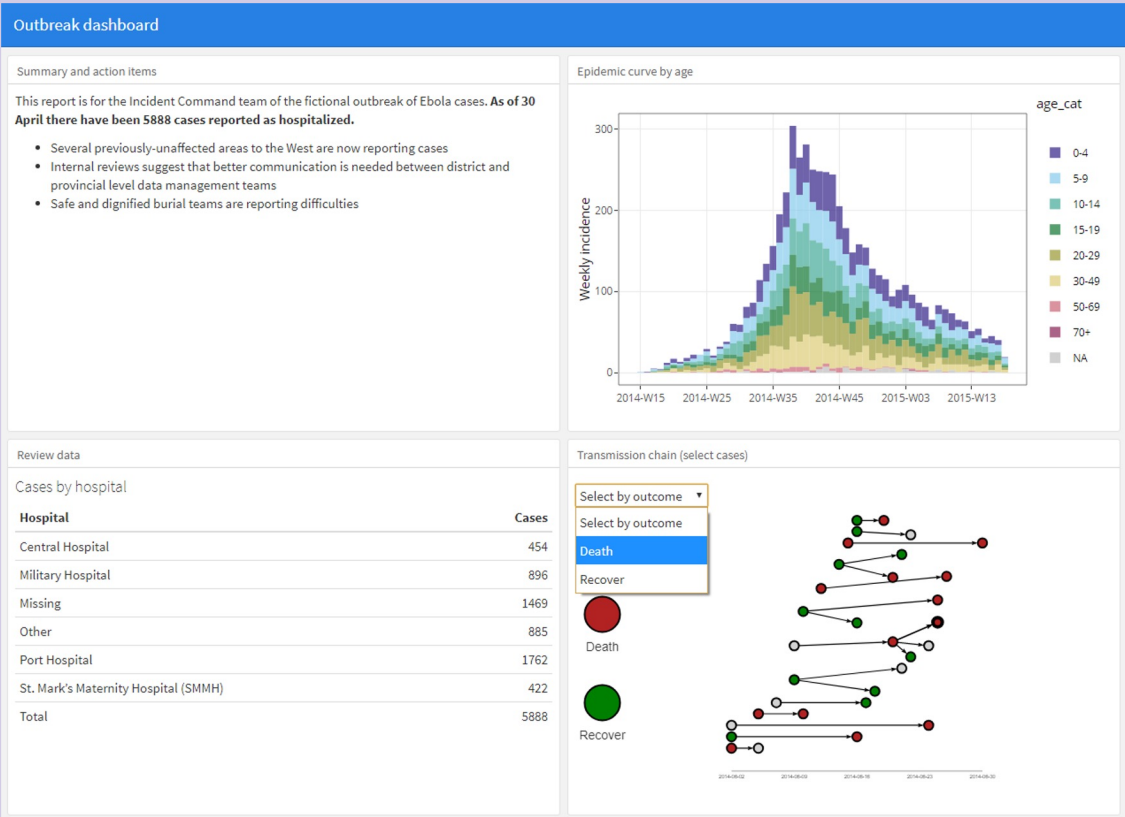 Outbreak dashboard
Summary and action items
This report is for the Incident Command team of the fictional outbreak of Ebola cases. As of 30
April there have been 5888 cases reported as hospitalized.
Several previously-unaffected areas to the West are now reporting cases
Internal reviews suggest that better communication is needed between district and
provincial level data management teams
Safe and dignified burial teams are reporting difficulties
Epidemic curve by age
age_cat
300
200
100
0
Weekly incidence
2014-W15 2014-W25 2014-W35 2014-W45 2015-W03 2015-W13
0-4
5-9
10-14
15-19
20-29
30-49
50-69
70+
NA
Review data
Cases by hospital
Hospital Cases
Central Hospital 454
Military Hospital 896
Missing 1469
Other 885
Port Hospital 1762
St. Mark's Maternity Hospital (SMMH) 422
Total 5888
Transmission chain (select cases)
Select by outcome
Select by outcome
Death
Recover
Death
Recover